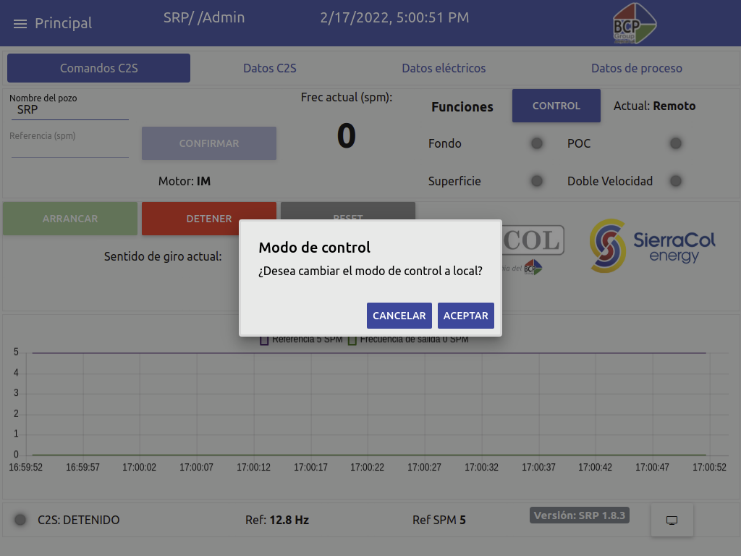 Principal
SRP/ /Admin
2/17/2022, 5:00:51 PM
BCP
Group
Comandos C2S
Datos C2S
Datos eléctricos
Datos de proceso
Nombre del pozo
SRP
Referencia (spm)
CONFIRMAR
Motor: IM
Frec actual (spm):
0
Funciones
CONTROL
Actual: Remoto
Fondo
POC
Superficie
Doble Velocidad
ARRANCAR
DETENER
RESET
Sentido de giro actual:
COL
BCP
SierraCol
energy
Modo de control
¿Desea cambiar el modo de control a local?
CANCELAR
ACEPTAR
Referencia 5 SPM
Frecuencia de salida 0 SPM
5
4
3
2
1
0
16:59:52 16:59:57 17:00:02 17:00:07 17:00:12 17:00:17 17:00:22 17:00:27 17:00:32 17:00:37 17:00:42 17:00:47 17:00:52
C2S: DETENIDO
Ref: 12.8 Hz
Ref SPM 5
Versión: SRP 1.8.3